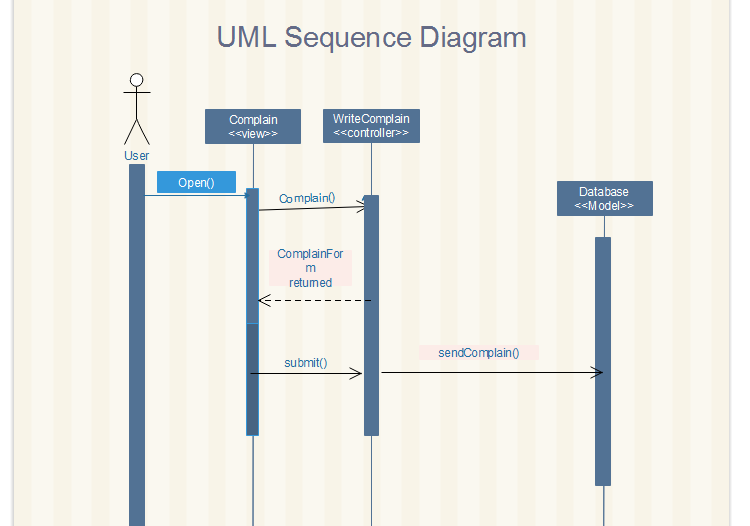 UML Sequence Diagram
Complain
<<view>>
WriteComplain
<<controller>>
User
Open()
Database
<<Model>>
Complain()
ComplainFor
m
returned
submit()
sendComplain()